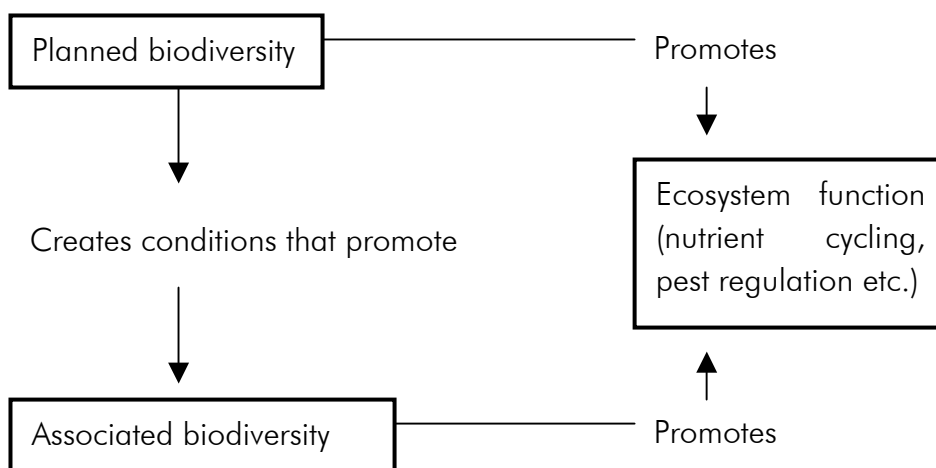 Planned biodiversity
Promotes
Ecosystem function
(nutrient cycling,
pest regulation etc.)
Creates conditions that promote
Associated biodiversity
Promotes